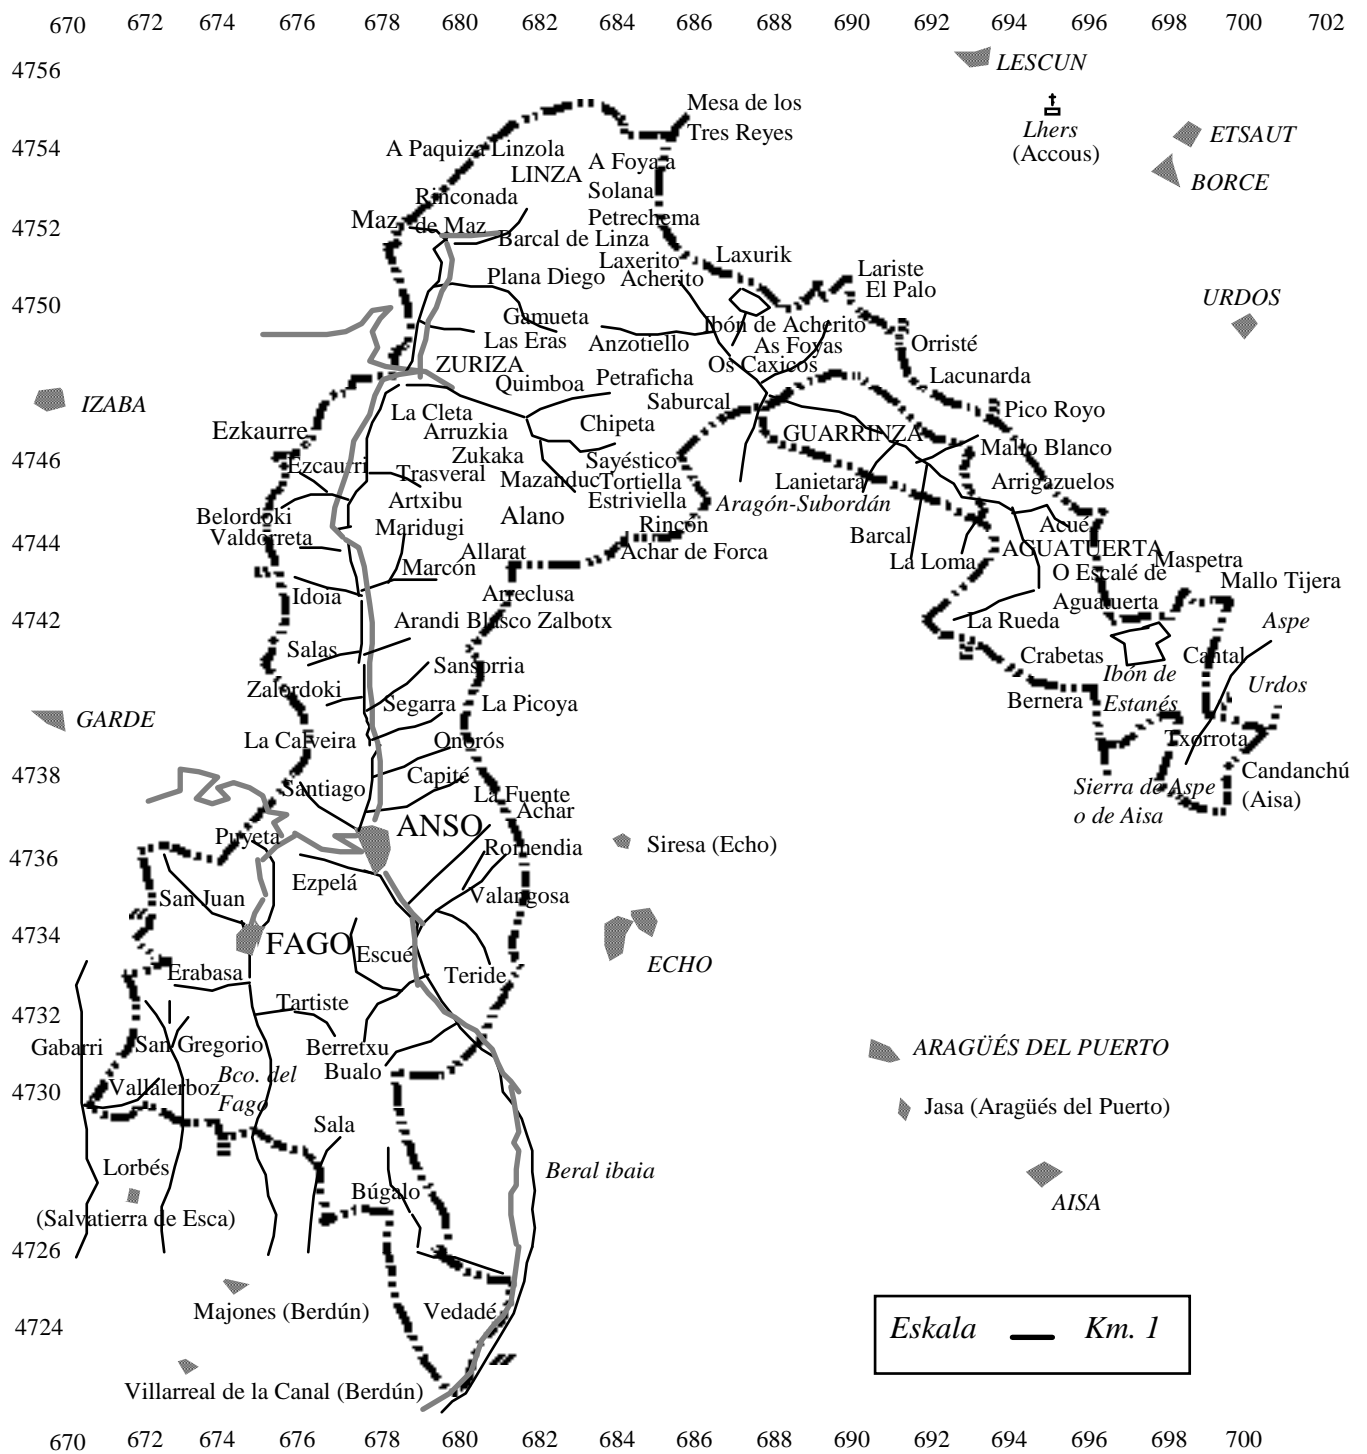 670 672 674 676 678 680 682 684 686 688 690 692 694 696 698 700 702
4756
LESCUN
Mesa de los
Tres Reyes
Lhers
(Accous)
ETSAUT
4754
A Paquiza Linzola
LINZA
A Foyaza
Solana
BORCE
Rinconada
de Maz
Maz
Petrechema
4752
Barcal de Linza
Laxerito
Laxurik
Acherito
Plana Diego
Lariste
El Palo
URDOS
4750
Gamueta
Las Eras
Anzotiello
Ibón de Acherito
As Foyas
Orristé
ZURIZA
Os Caxicos
Quimboa
Petraficha
Lacunarda
IZABA
Saburcal
La Cleta
Pico Royo
Ezkaurre
Arruzkia
Chipeta
GUARRINZA
Mallo Blanco
4746
Zukaka
Sayéstico
Ezcaurri
Trasveral
Mazanduc
Tortiella
Lanietara
Arrigazuelos
Artxibu
Estriviella
Aragón-Subordán
Belordoki
Alano
Rincón
Acué
Valdorreta
Maridugi
Barcal
4744
Allarat
Achar de Forca
La Loma
AGUATUERTA
Maspetra
Marcón
O Escalé de
Aguatuerta
Mallo Tijera
Idoia
Arreclusa
4742
Arandi Blasco Zalbotx
La Rueda
Aspe
Salas
Sansorria
Crabetas
Cantal
Ibón de
Estanés
Zalordoki
Segarra
La Picoya
Bernera
Urdos
GARDE
La Calveira
Onorós
Txorrota
4738
Capité
Candanchú
(Aisa)
Santiago
La Fuente
Sierra de Aspe
o de Aisa
Achar
ANSO
Puyeta
Romendia
Siresa (Echo)
4736
Ezpelá
San Juan
Valangosa
4734
FAGO
Escué
ECHO
Erabasa
Teride
Tartiste
4732
Gabarri
San Gregorio
Berretxu
ARAGÜÉS DEL PUERTO
Bualo
Bco. del
Fago
4730
Vallalerboz
Sala
Jasa (Aragüés del Puerto)
Lorbés
Beral ibaia
Búgalo
AISA
(Salvatierra de Esca)
4726
Majones (Berdún)
Vedadé
4724
Eskala Km. 1
Villarreal de la Canal (Berdún)
670 672 674 676 678 680 682 684 686 688 690 692 694 696 698 700